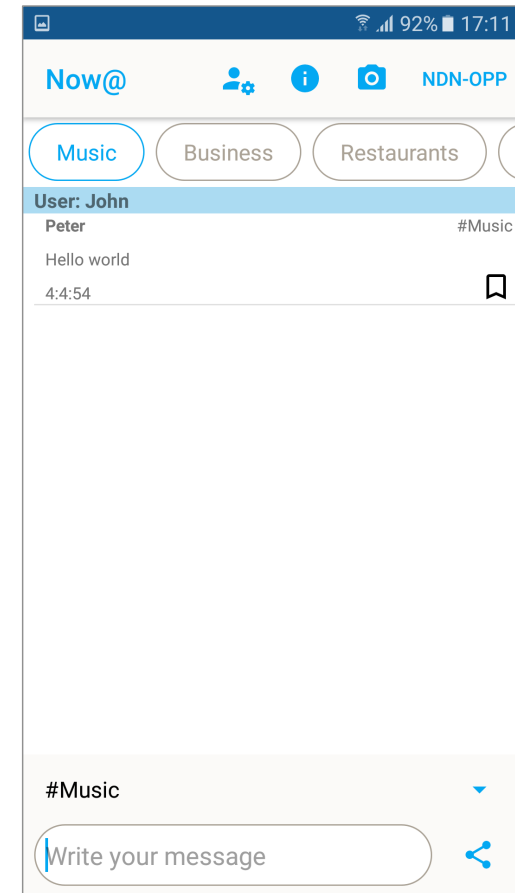 92% 17:11
Now@ NDN-OPP
Music Business Restaurants
User: John
Peter #Music
Hello world
4:4:54
#Music
Write your message